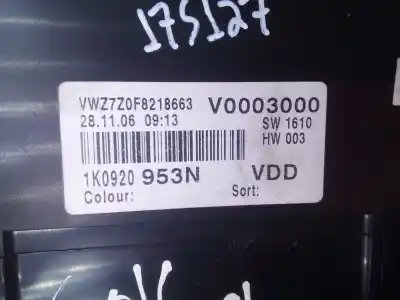 175127
VWZ7Z0F8218663 V0003000
28.11.06 09:13 SW 1610
HW 003
1K0920 953N VDD
Colour: Sort: